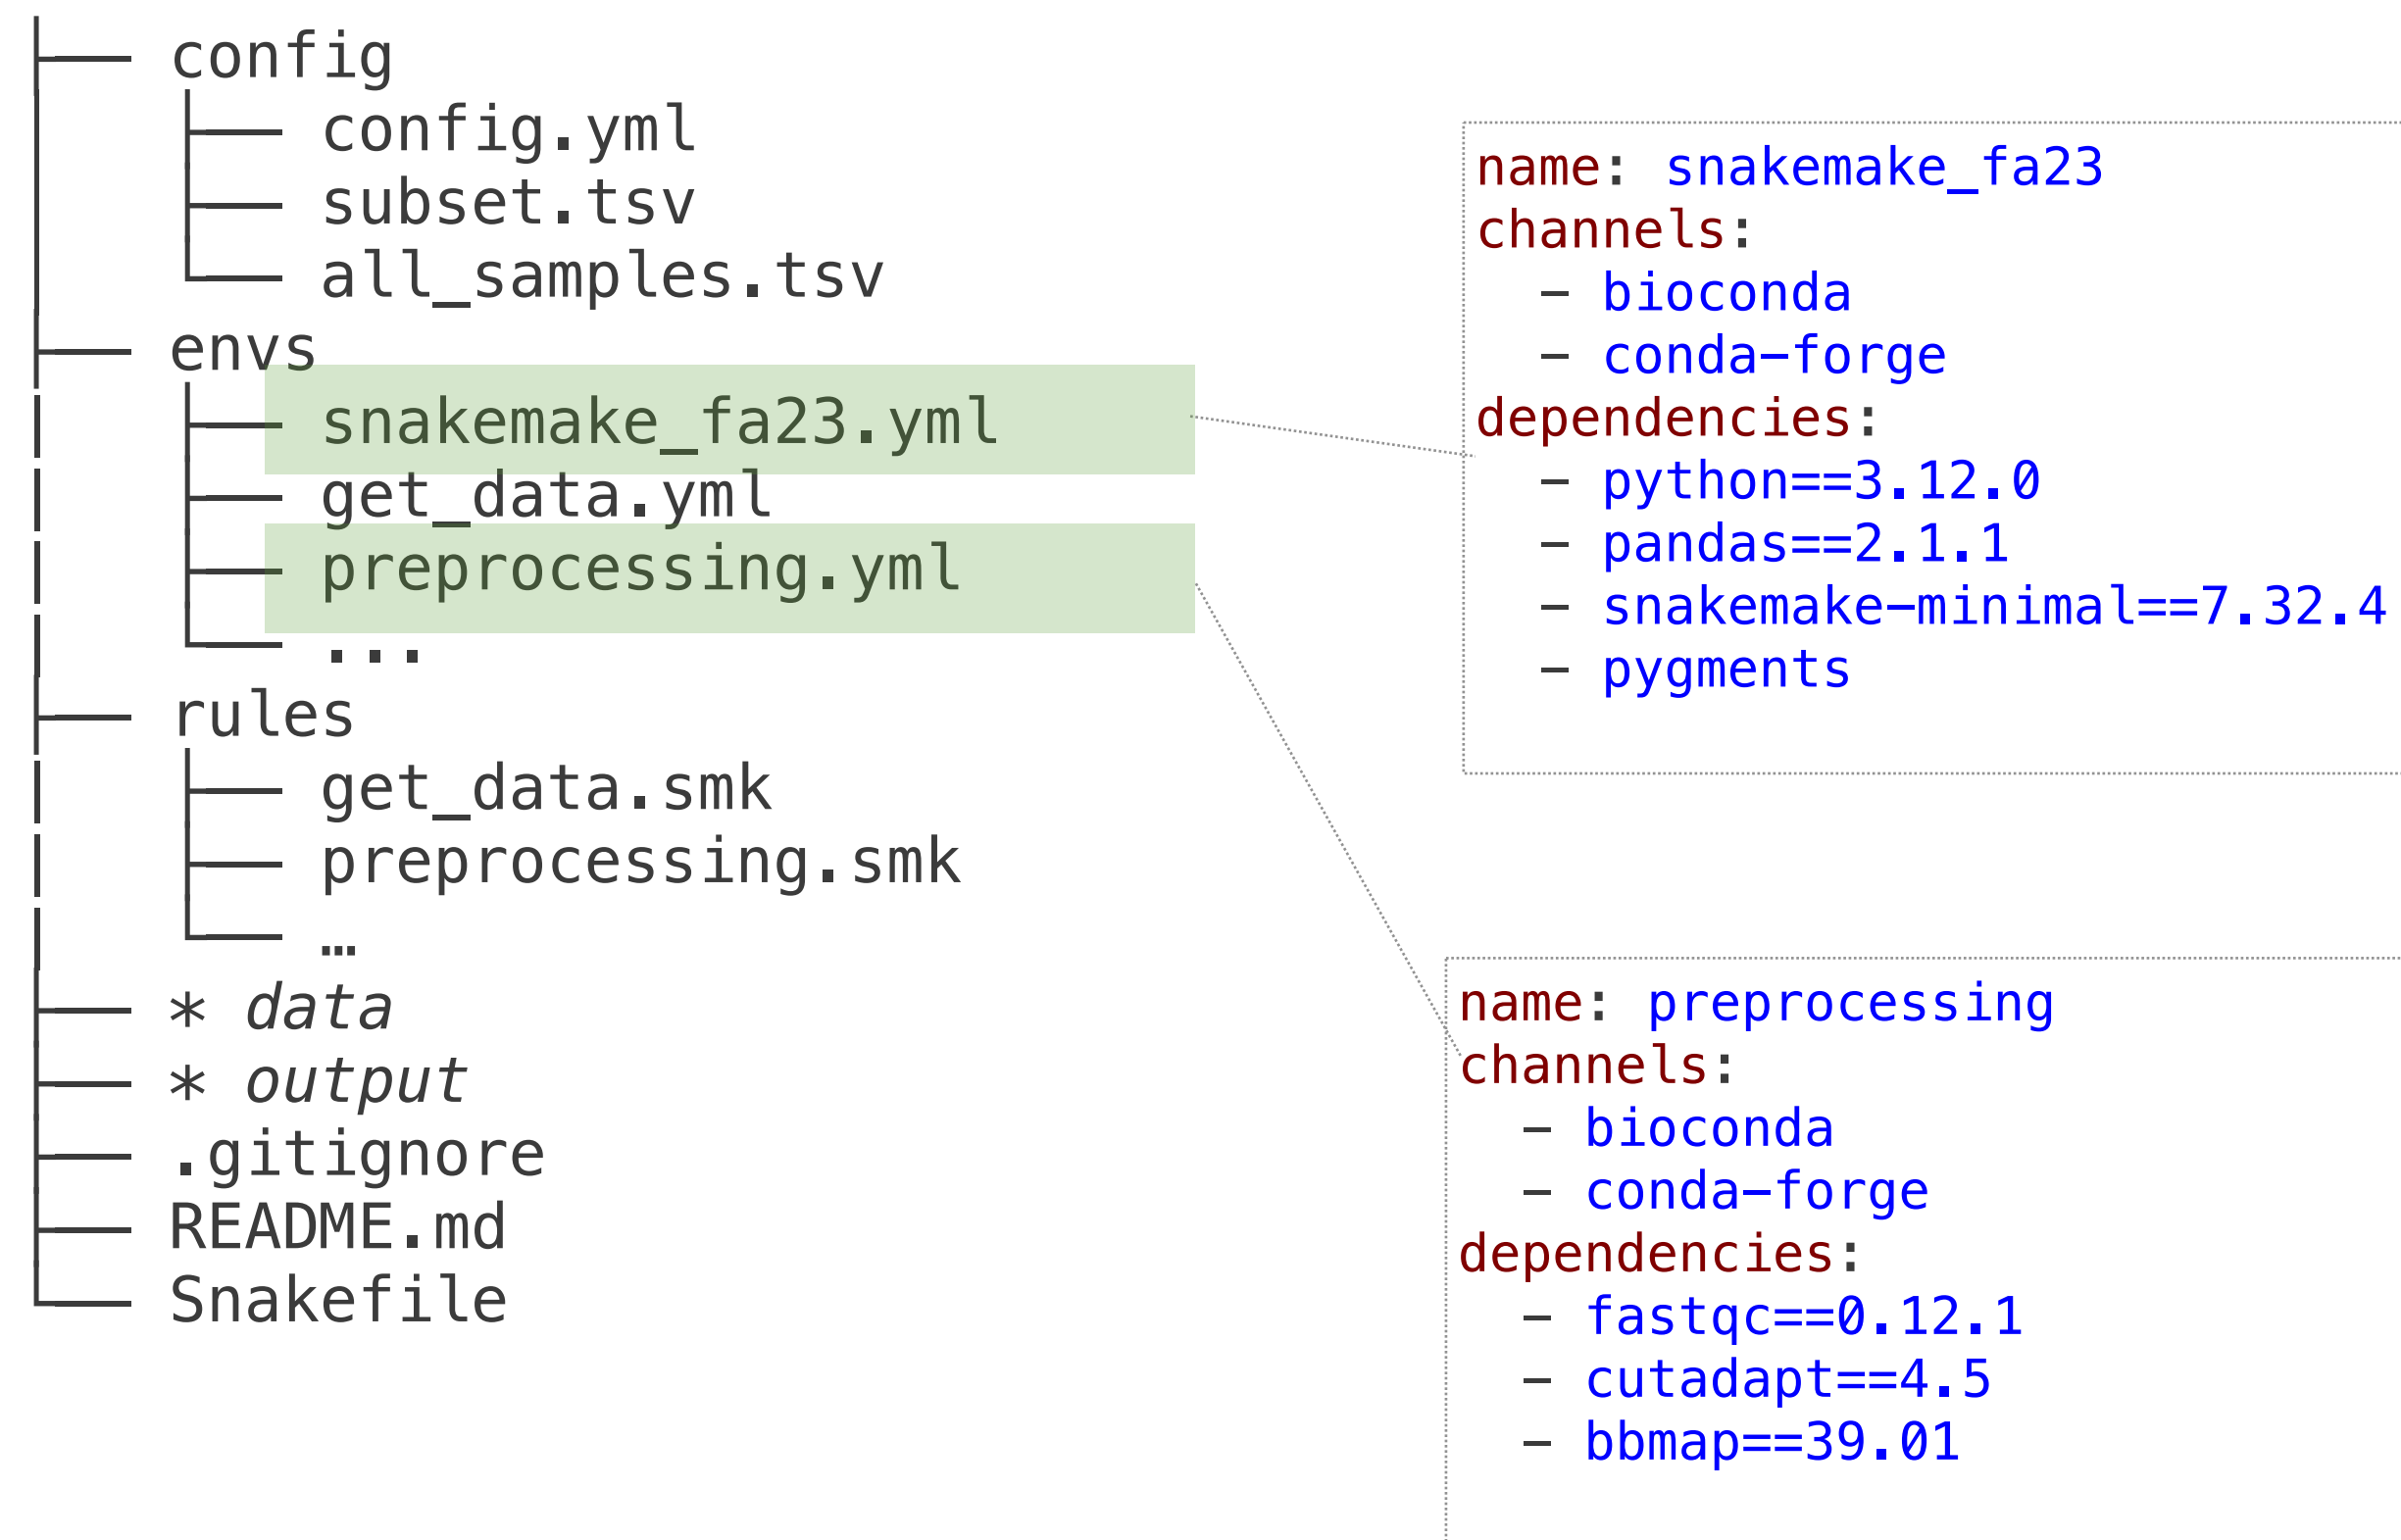 config
config.yml
subset.tsv
all_samples.tsv
envs
snakemake_fa23.yml
get_data.yml
preprocessing.yml
...
rules
get_data.smk
preprocessing.smk
…
* data
* output
.gitignore
README.md
Snakefile
name: snakemake_fa23
channels:
- bioconda
- conda-forge
dependencies:
- python==3.12.0
- pandas==2.1.1
- snakemake-minimal==7.32.4
- pygments
name: preprocessing
channels:
- bioconda
- conda-forge
dependencies:
- fastqc==0.12.1
- cutadapt==4.5
- bbmap==39.01